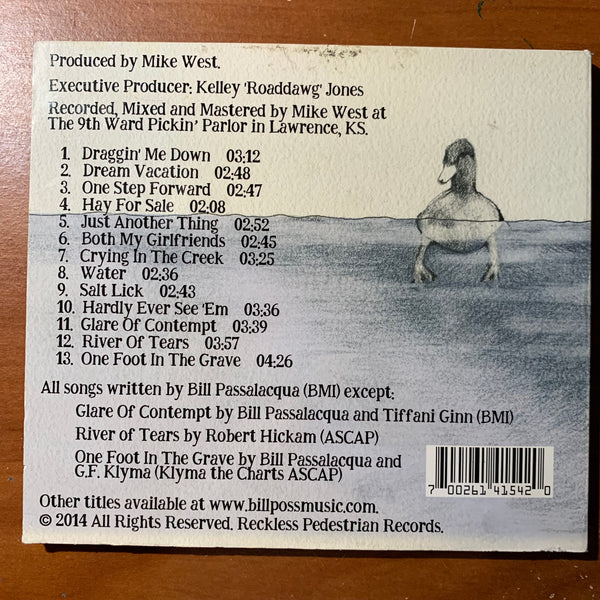 Produced by Mike West.
Executive Producer: Kelley 'Roaddawg' Jones
Recorded, Mixed and Mastered by Mike West at
The 9th Ward Pickin' Parlor in Lawrence, KS.
1. Draggin' Me Down 03:12
2. Dream Vacation 02:48
3. One Step Forward 02:47
4. Hay For Sale 02:08
5. Just Another Thing 02:52
6. Both My Girlfriends 02:45
7. Crying In The Creek 03:25
8. Water 02:36
9. Salt Lick 02:43
10. Hardly Ever See 'Em 03:36
11. Glare Of Contempt 03:39
12. River Of Tears 03:57
13. One Foot In The Grave 04:26
All songs written by Bill Passalacqua (BMI) except:
Glare Of Contempt by Bill Passalacqua and Tiffani Ginn (BMI)
River of Tears by Robert Hickam (ASCAP)
One Foot In The Grave by Bill Passalacqua and
G.F. Klyma (Klyma the Charts ASCAP)
7 00261 41542 0
Other titles available at www.billpossmusic.com.
© 2014 All Rights Reserved. Reckless Pedestrian Records.